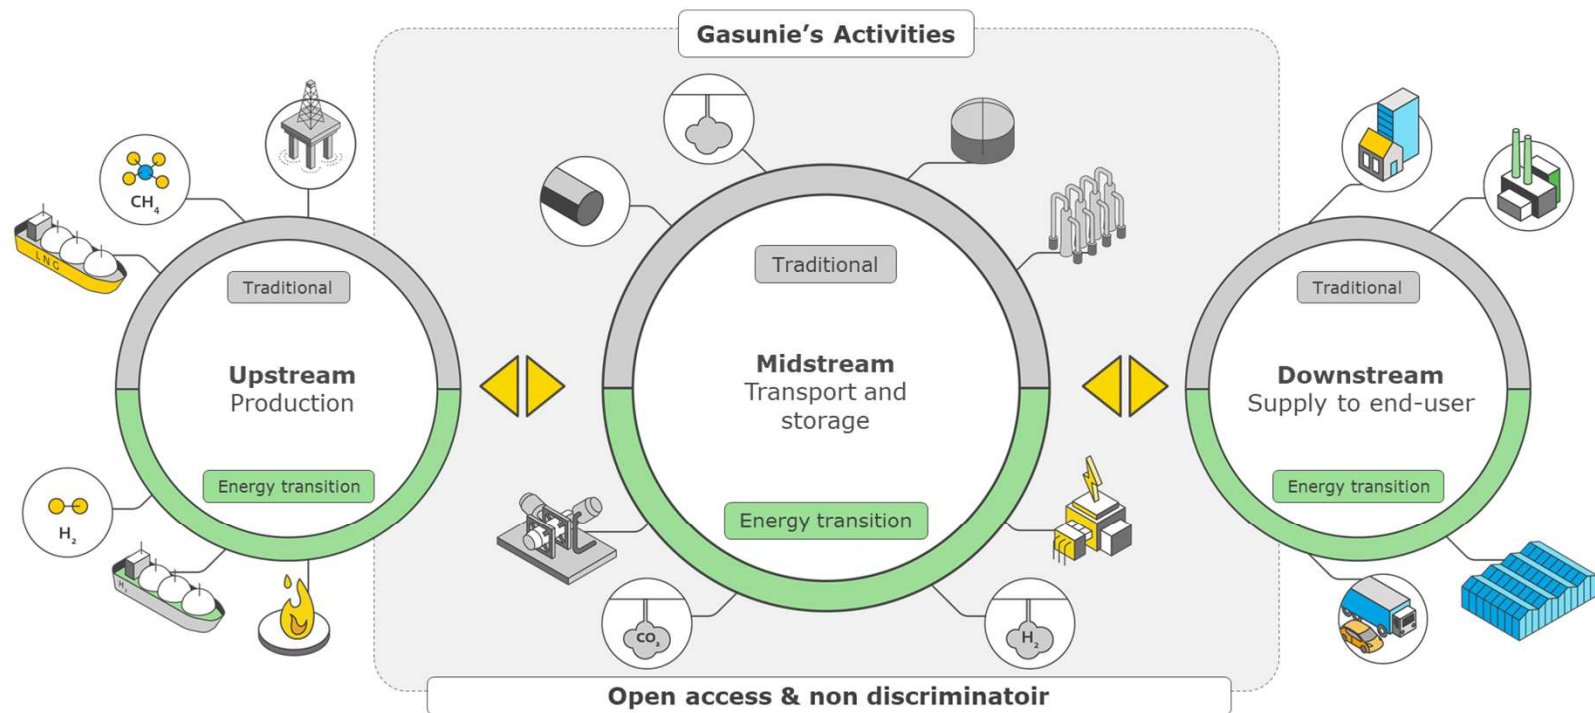 Gasunie's Activities
CH₄
LNG
Traditional
Upstream
Production
Energy transition
H₂
H₂
Traditional
Midstream
Transport and
storage
Energy transition
CO₂
H₂
Traditional
Downstream
Supply to end-user
Energy transition
Open access & non discriminatoir